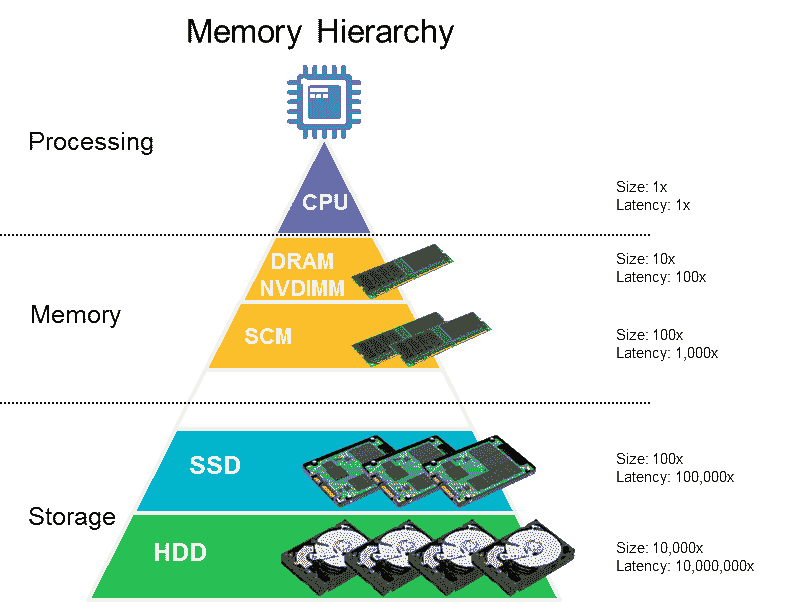 Memory Hierarchy
Processing
CPU
Size: 1x
Latency: 1x
DRAM
NVDIMM
Size: 10x
Latency: 100x
Memory
SCM
Size: 100x
Latency: 1,000x
SSD
Size: 100x
Latency: 100,000x
Storage
HDD
Size: 10,000x
Latency: 10,000,000x